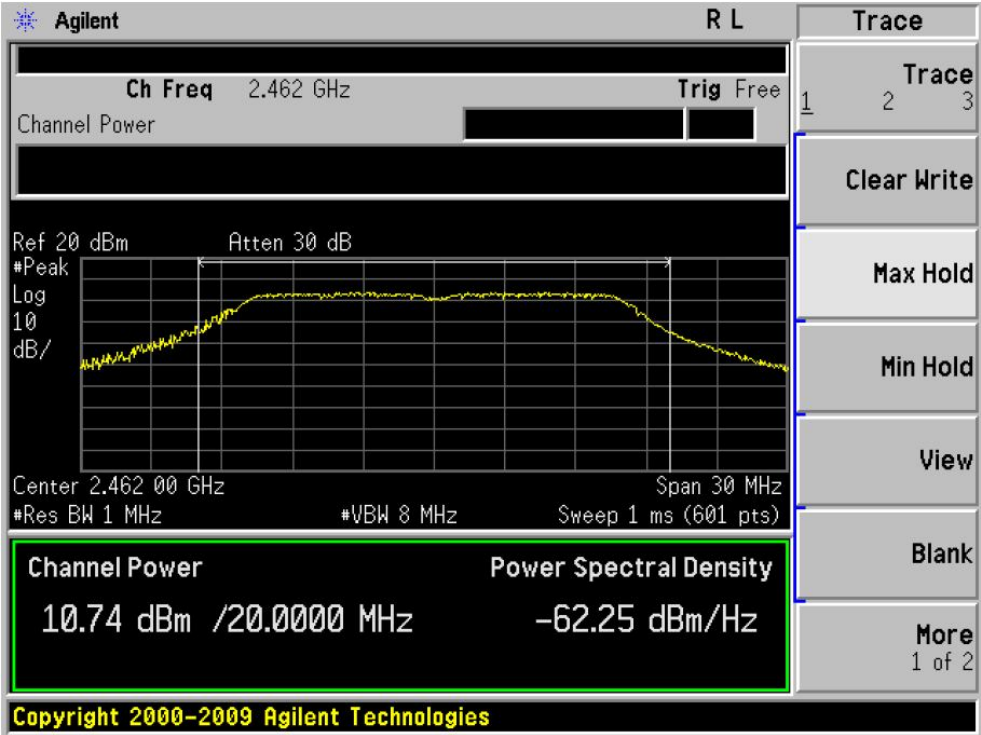 Agilent R L Trace
Ch Freq 2.462 GHz Trig Free
Channel Power
Trace
1 2 3
Clear Write
Ref 20 dBm Atten 30 dB
#Peak
Log
10
dB/
Max Hold
Min Hold
View
Center 2.462 00 GHz Span 30 MHz
#Res BW 1 MHz #VBW 8 MHz Sweep 1 ms (601 pts)
Channel Power Power Spectral Density
10.74 dBm /20.0000 MHz -62.25 dBm/Hz
Blank
More
1 of 2
Copyright 2000-2009 Agilent Technologies